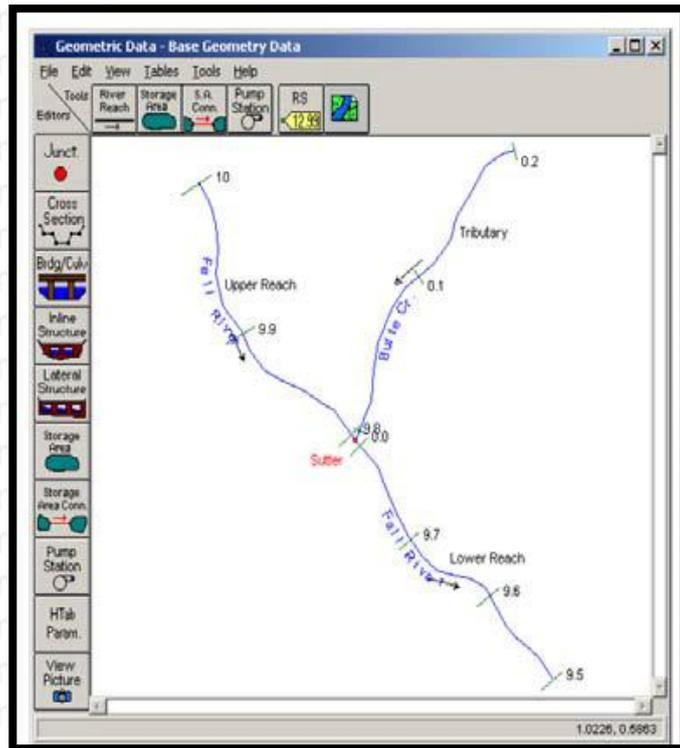 Geometric Data - Base Geometry Data
File Edit View Tables Tools Help
Tools
Editors
River Reach
Storage Area
S.A. Conn.
Pump Station
RS
12.99
Junct.
Cross Section
Brdg/Culv
Inline Structure
Lateral Structure
Storage Area
Storage Area Conn.
Pump Station
HTab Param.
View Picture
10
0.2
Tributary
Fall River
Upper Reach
0.1
Butte Cr.
9.9
9.8
0.0
Sutter
9.7
Fall River
Lower Reach
9.6
9.5
1.0226, 0.5863